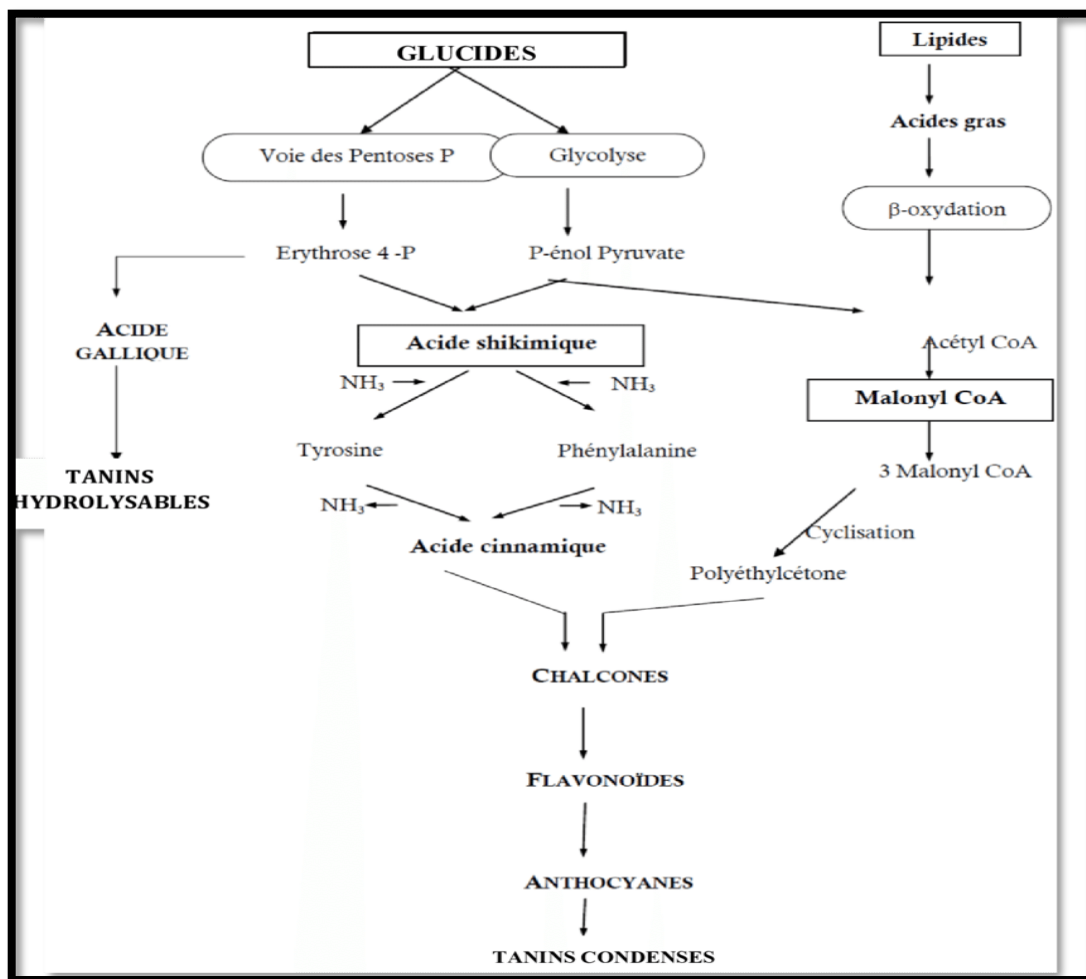 GLUCIDES
Lipides
Acides gras
Voie des Pentoses P
Glycolyse
β-oxydation
Erythrose 4 -P
P-énol Pyruvate
ACIDE
GALLIQUE
Acide shikimique
Acétyl CoA
NH₃
NH₃
Malonyl CoA
Tyrosine
Phénylalanine
3 Malonyl CoA
TANINS
HYDROLYSABLES
NH₃
NH₃
Cyclisation
Acide cinnamique
Polyéthylcétone
CHALCONES
FLAVONOÏDES
ANTHOCYANES
TANINS CONDENSES